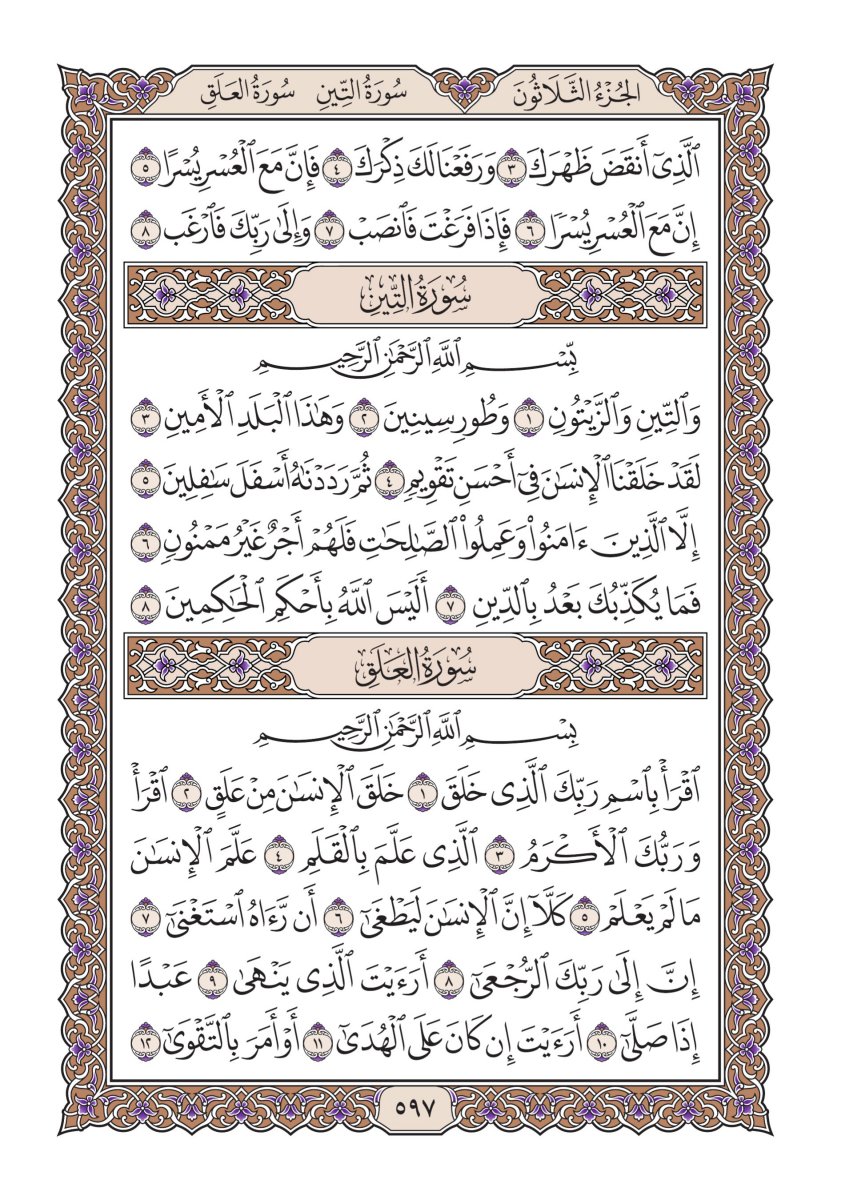 الجُزْءُ الثَّلَاثُونَ سُورَةُ التِّينِ سُورَةُ العَلَقِ
ٱلَّذِىٓ أَنقَضَ ظَهْرَكَ ٣ وَرَفَعْنَا لَكَ ذِكْرَكَ ٤ فَإِنَّ مَعَ ٱلْعُسْرِ يُسْرًا ٥
إِنَّ مَعَ ٱلْعُسْرِ يُسْرًا ٦ فَإِذَا فَرَغْتَ فَٱنصَبْ ٧ وَإِلَىٰ رَبِّكَ فَٱرْغَب ٨
سُورَةُ التِّينِ
بِّسْمِ ٱللَّهِ ٱلرَّحْمَٰنِ ٱلرَّحِيمِ
وَٱلتِّينِ وَٱلزَّيْتُونِ ١ وَطُورِ سِينِينَ ٢ وَهَٰذَا ٱلْبَلَدِ ٱلْأَمِينِ ٣
لَقَدْ خَلَقْنَا ٱلْإِنسَٰنَ فِىٓ أَحْسَنِ تَقْوِيمٍ ٤ ثُمَّ رَدَدْنَٰهُ أَسْفَلَ سَٰفِلِينَ ٥
إِلَّا ٱلَّذِينَ ءَامَنُوا۟ وَعَمِلُوا۟ ٱلصَّٰلِحَٰتِ فَلَهُمْ أَجْرٌ غَيْرُ مَمْنُونٍ ٦
فَمَا يُكَذِّبُكَ بَعْدُ بِٱلدِّينِ ٧ أَلَيْسَ ٱللَّهُ بِأَحْكَمِ ٱلْحَٰكِمِينَ ٨
سُورَةُ العَلَقِ
بِسْمِ ٱللَّهِ ٱلرَّحْمَٰنِ ٱلرَّحِيمِ
ٱقْرَأْ بِٱسْمِ رَبِّكَ ٱلَّذِى خَلَقَ ١ خَلَقَ ٱلْإِنسَٰنَ مِنْ عَلَقٍ ٢ ٱقْرَأْ
وَرَبُّكَ ٱلْأَكْرَمُ ٣ ٱلَّذِى عَلَّمَ بِٱلْقَلَمِ ٤ عَلَّمَ ٱلْإِنسَٰنَ
مَا لَمْ يَعْلَمْ ٥ كَلَّآ إِنَّ ٱلْإِنسَٰنَ لَيَطْغَىٰٓ ٦ أَن رَّءَاهُ ٱسْتَغْنَىٰٓ ٧
إِنَّ إِلَىٰ رَبِّكَ ٱلرُّجْعَىٰٓ ٨ أَرَءَيْتَ ٱلَّذِى يَنْهَىٰ ٩ عَبْدًا
إِذَا صَلَّىٰٓ ١٠ أَرَءَيْتَ إِن كَانَ عَلَى ٱلْهُدَىٰٓ ١١ أَوْ أَمَرَ بِٱلتَّقْوَىٰٓ ١٢
٥٩٧